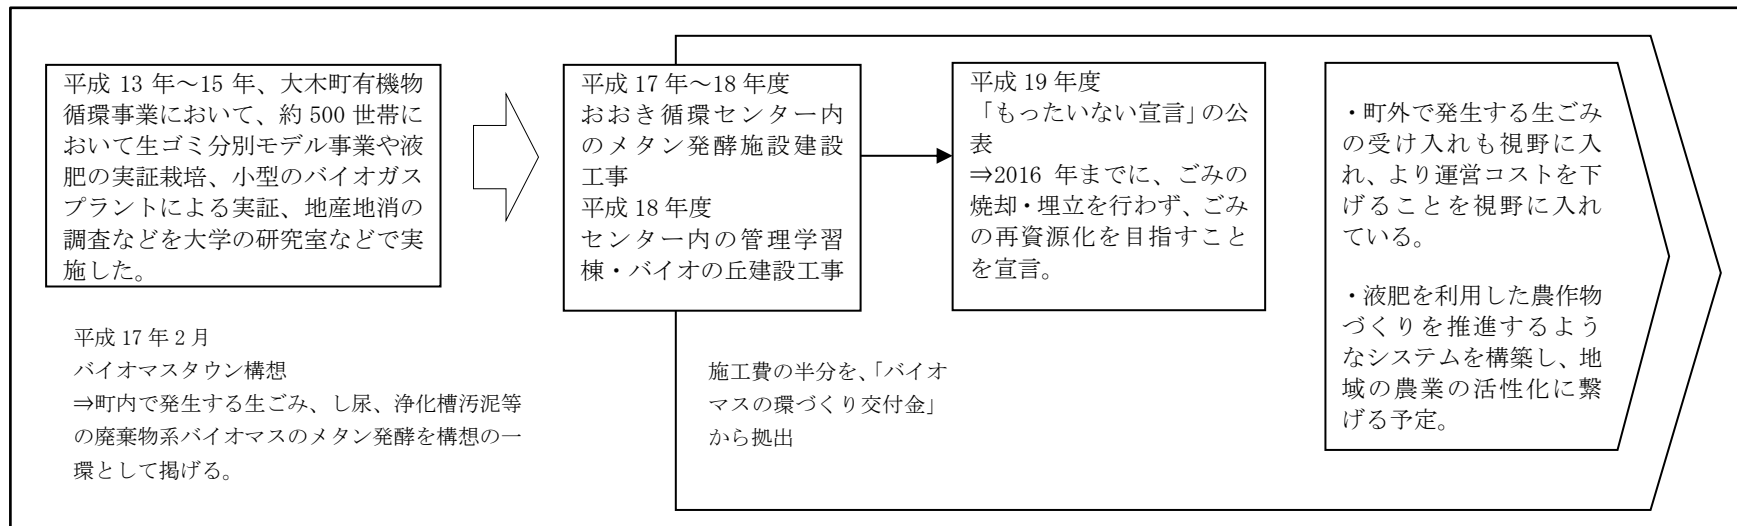 平成 13 年～15 年、大木町有機物
循環事業において、約 500 世帯に
おいて生ゴミ分別モデル事業や液
肥の実証栽培、小型のバイオガス
プラントによる実証、地産地消の
調査などを大学の研究室などで実
施した。
平成 17 年 2 月
バイオマスタウン構想
⇒町内で発生する生ごみ、し尿、浄化槽汚泥等
の廃棄物系バイオマスのメタン発酵を構想の一
環として掲げる。
平成 17 年～18 年度
おおき循環センター内
のメタン発酵施設建設
工事
平成 18 年度
センター内の管理学習
棟・バイオの丘建設工事
施工費の半分を、「バイオ
マスの環づくり交付金」
から拠出
平成 19 年度
「もったいない宣言」の公
表
⇒2016 年までに、ごみの
焼却・埋立を行わず、ごみ
の再資源化を目指すこと
を宣言。
・町外で発生する生ごみ
の受け入れも視野に入
れ、より運営コストを下
げることを視野に入れ
ている。
・液肥を利用した農作物
づくりを推進するよう
なシステムを構築し、地
域の農業の活性化に繋
げる予定。